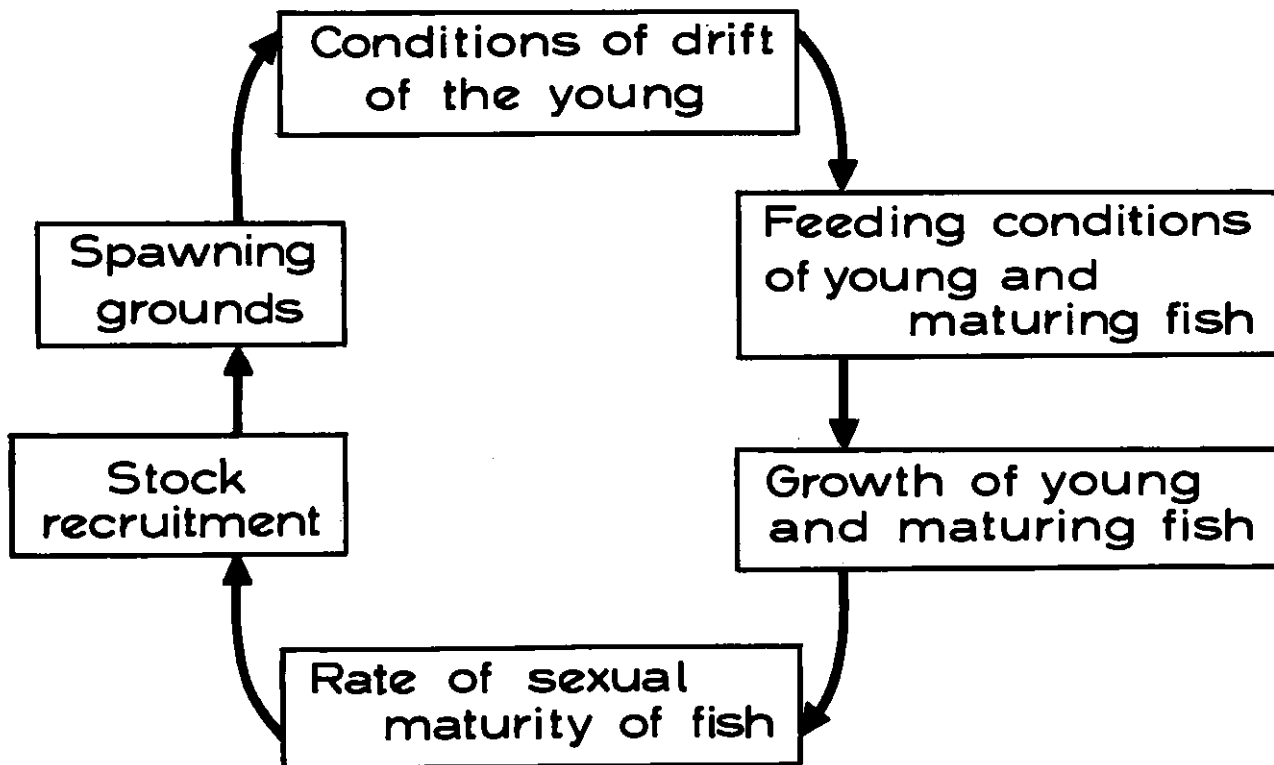 Conditions of drift
of the young
Feeding conditions
of young and
maturing fish
Spawning
grounds
Growth of young
and maturing fish
Stock
recruitment
Rate of sexual
maturity of fish